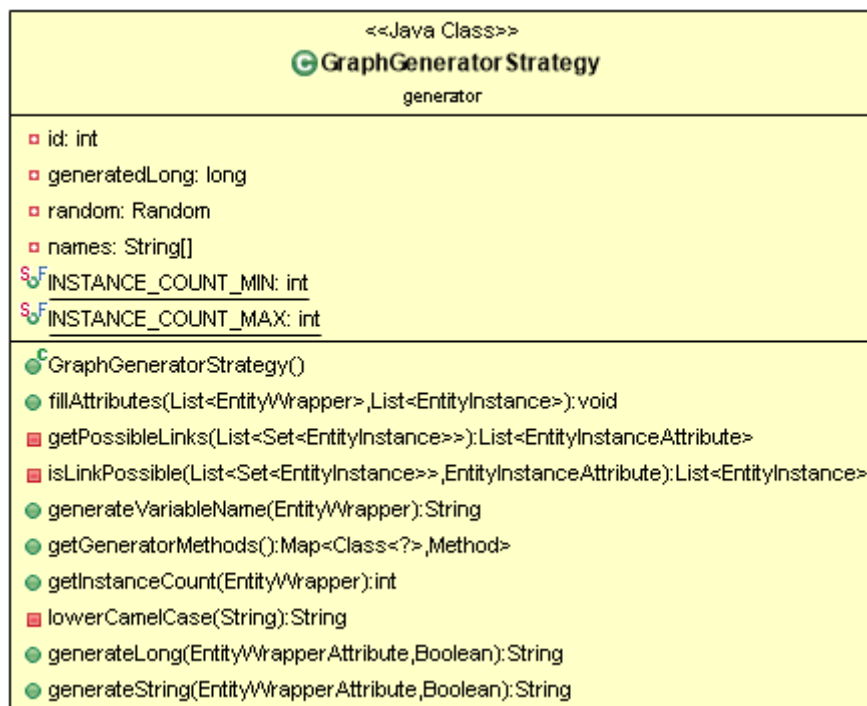 <<Java Class>>
C GraphGeneratorStrategy
generator
id: int
generatedLong: long
random: Random
names: String[]
S F INSTANCE_COUNT_MIN: int
S F INSTANCE_COUNT_MAX: int
C GraphGeneratorStrategy()
fillAttributes(List<EntityWrapper>,List<EntityInstance>):void
getPossibleLinks(List<Set<EntityInstance>>):List<EntityInstanceAttribute>
isLinkPossible(List<Set<EntityInstance>>,EntityInstanceAttribute):List<EntityInstance>
generateVariableName(EntityWrapper):String
getGeneratorMethods():Map<Class<?>,Method>
getInstanceCount(EntityWrapper):int
lowerCamelCase(String):String
generateLong(EntityWrapperAttribute,Boolean):String
generateString(EntityWrapperAttribute,Boolean):String